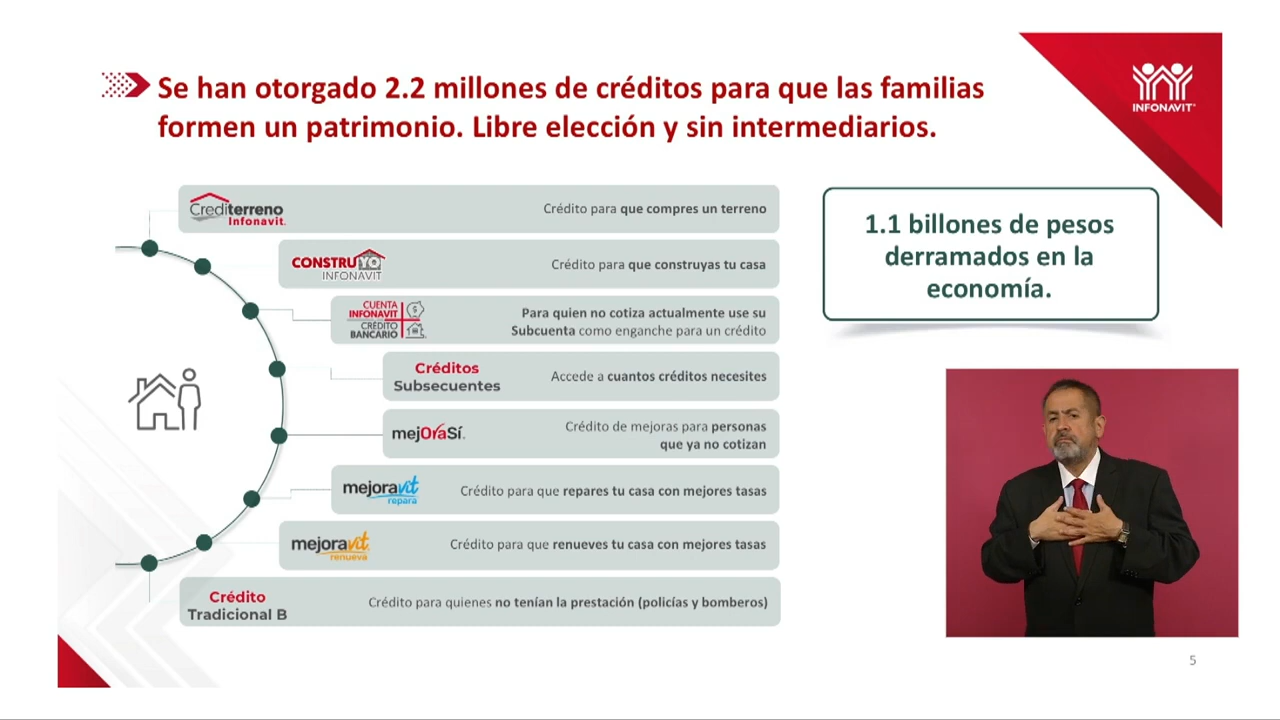 Se han otorgado 2.2 millones de créditos para que las familias
formen un patrimonio. Libre elección y sin intermediarios.
INFONAVIT
Crediterreno
Infonavit
Crédito para que compres un terreno
CONSTRUYO
INFONAVIT
Crédito para que construyas tu casa
CUENTA
INFONAVIT
CRÉDITO
BANCARIO
Para quien no cotiza actualmente use su
Subcuenta como enganche para un crédito
Créditos
Subsecuentes
Accede a cuantos créditos necesites
mejOraSí.
Crédito de mejoras para personas
que ya no cotizan
mejoravit
repara
Crédito para que repares tu casa con mejores tasas
mejoravit
renueva
Crédito para que renueves tu casa con mejores tasas
Crédito
Tradicional B
Crédito para quienes no tenían la prestación (policías y bomberos)
1.1 billones de pesos
derramados en la
economía.
5